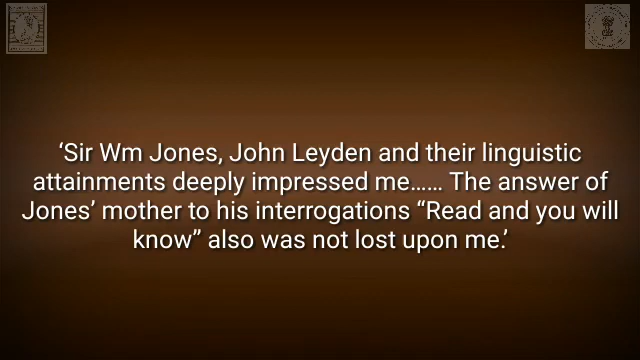 ‘Sir Wm Jones, John Leyden and their linguistic
attainments deeply impressed me...... The answer of
Jones’ mother to his interrogations “Read and you will
know” also was not lost upon me.’